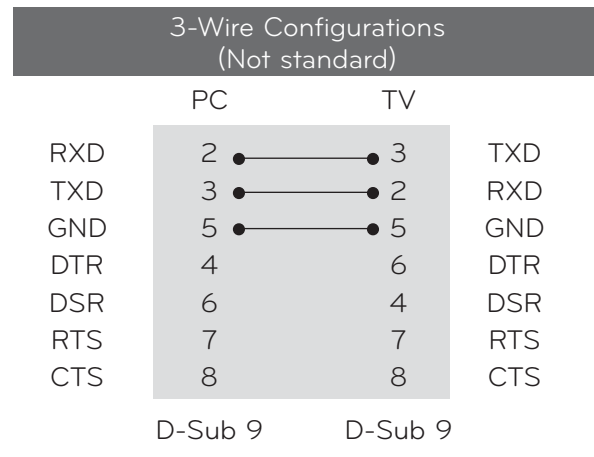 3-Wire Configurations
(Not standard)
PC TV
RXD 2 3 TXD
TXD 3 2 RXD
GND 5 5 GND
DTR 4 6 DTR
DSR 6 4 DSR
RTS 7 7 RTS
CTS 8 8 CTS
D-Sub 9 D-Sub 9